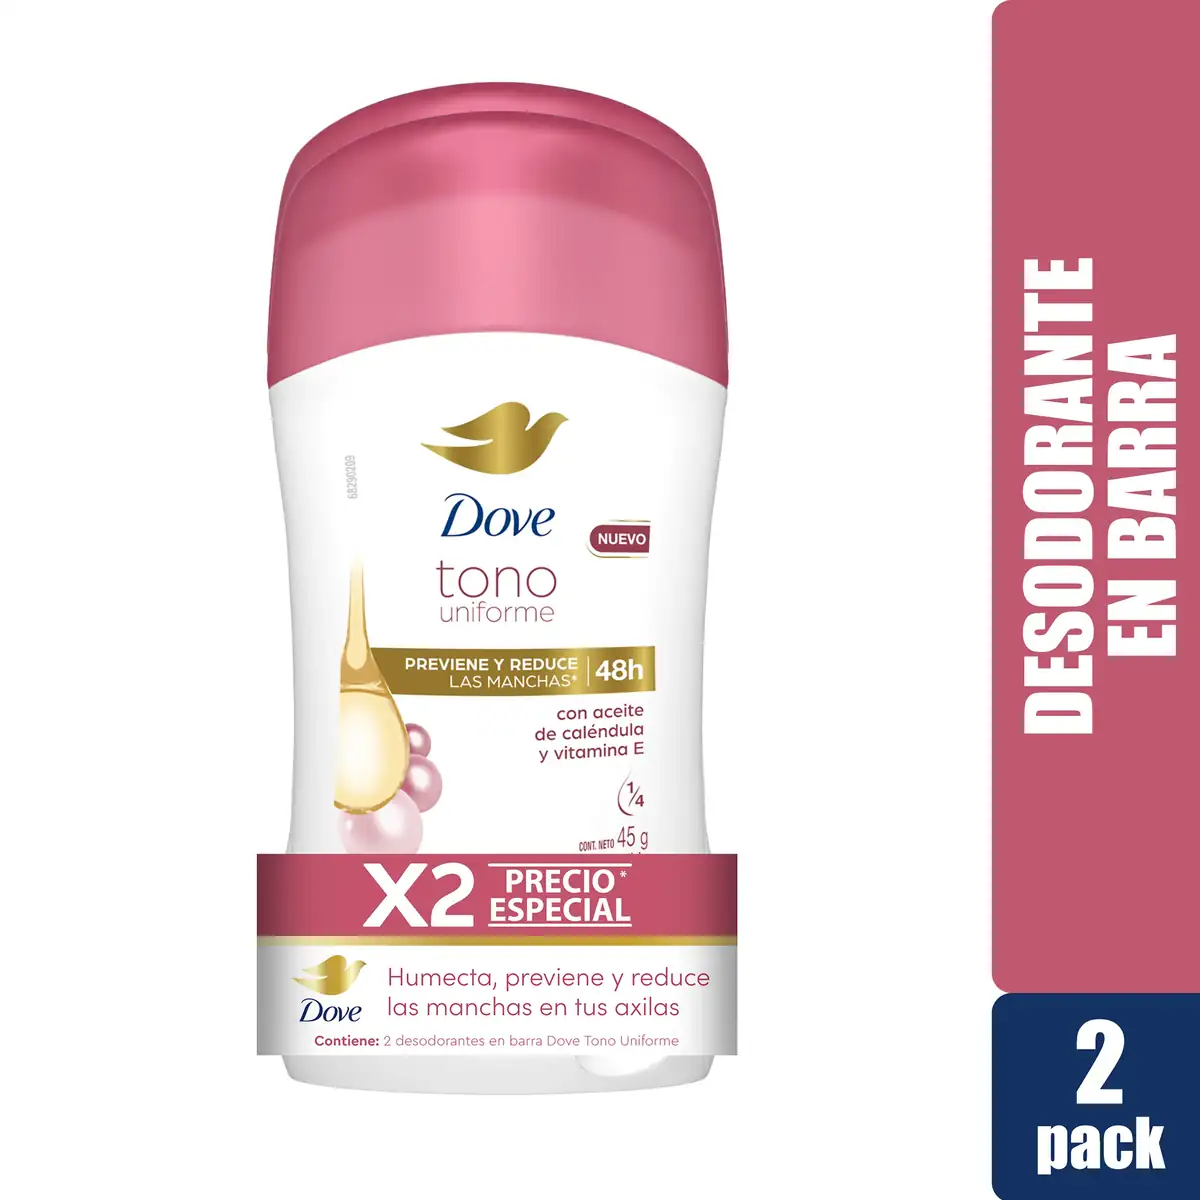 68290209
Dove
NUEVO
tono
uniforme
PREVIENE Y REDUCE
LAS MANCHAS*
48h
con aceite
de caléndula
y vitamina E
1/4
CONT. NETO 45 g
X2 PRECIO*
ESPECIAL
Dove
Humecta, previene y reduce
las manchas en tus axilas
Contiene: 2 desodorantes en barra Dove Tono Uniforme
DESODORANTE
EN BARRA
2
pack